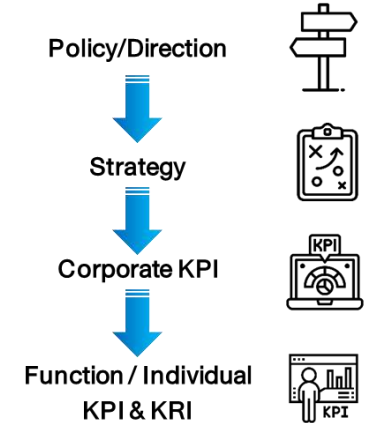 Policy/Direction
Strategy
KPI
Corporate KPI
Function / Individual
KPI & KRI
KPI